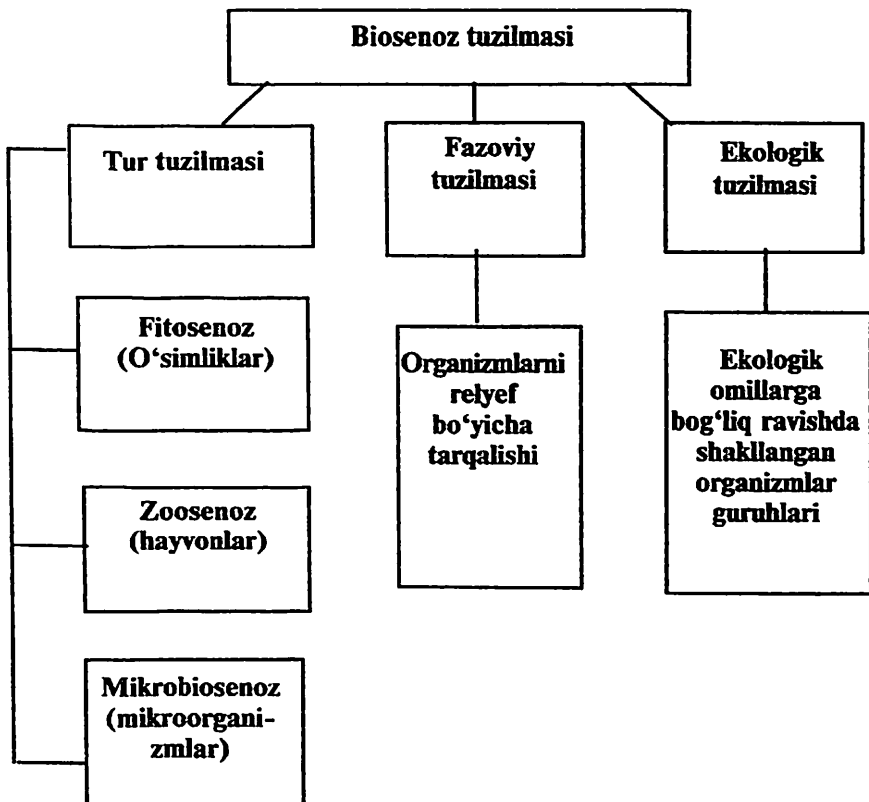 Biosenoz tuzilmasi
Tur tuzilmasi
Fazoviy
tuzilmasi
Ekologik
tuzilmasi
Fitosenoz
(O‘simliklar)
Zoosenoz
(hayvonlar)
Mikrobiosenoz
(mikroorgani-
zmlar)
Organizmlarni
relyef
bo‘yicha
tarqalishi
Ekologik
omillarga
bog‘liq ravishda
shakllangan
organizmlar
guruhlari